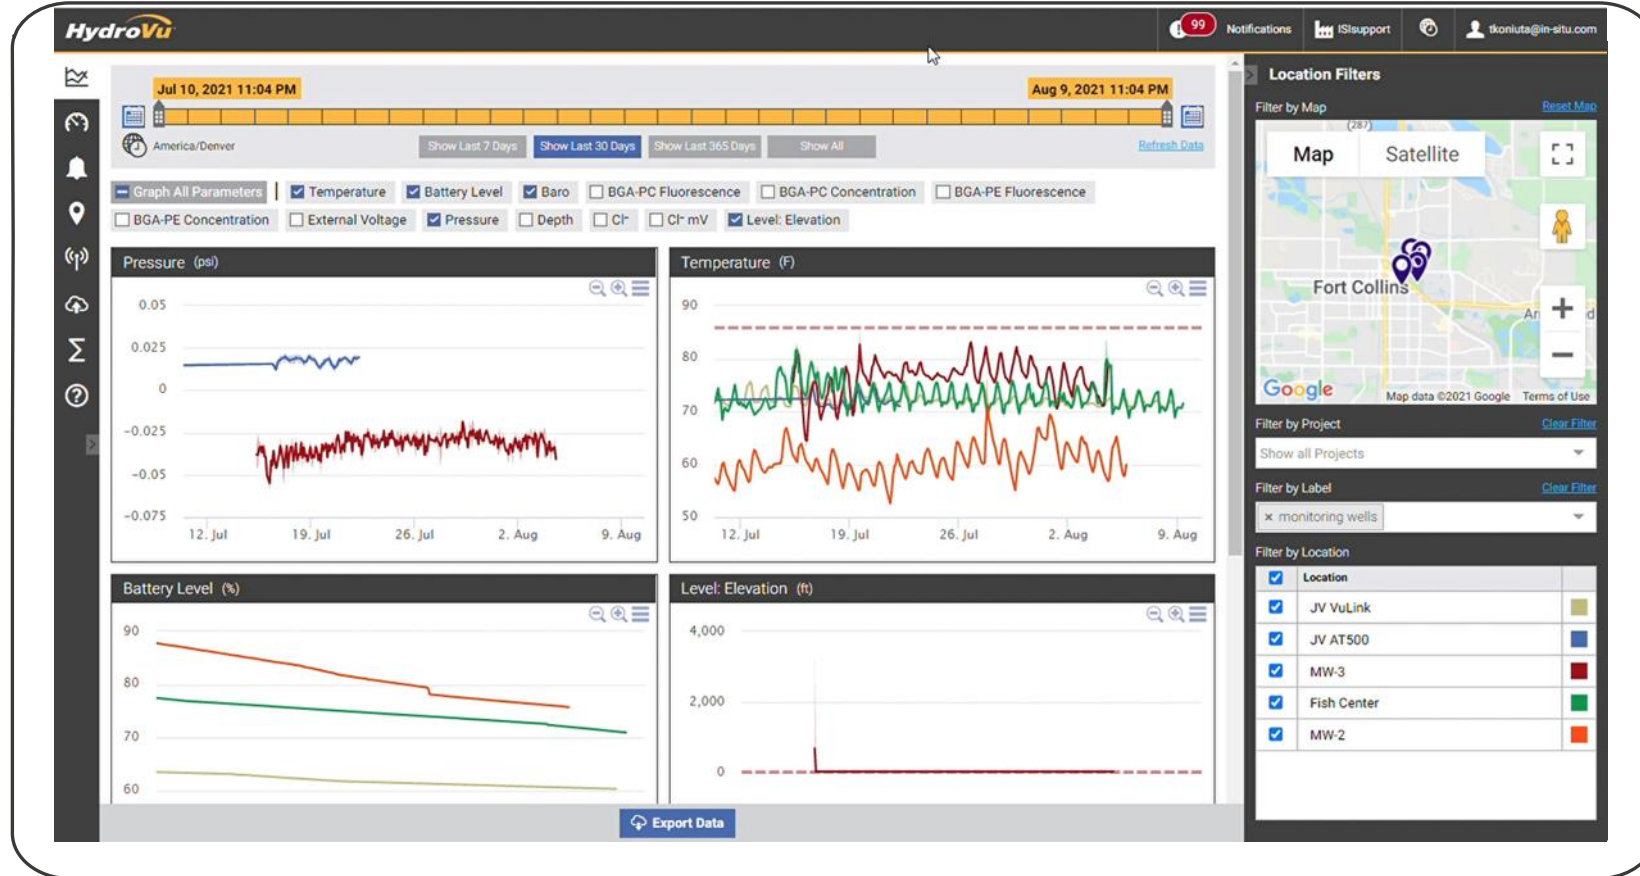 HydroVu
99
Notifications
ISIsupport
tkoniuta@in-situ.com
Jul 10, 2021 11:04 PM
Aug 9, 2021 11:04 PM
America/Denver
Show Last 7 Days
Show Last 30 Days
Show Last 365 Days
Show All
Refresh Data
Graph All Parameters
Temperature
Battery Level
Baro
BGA-PC Fluorescence
BGA-PC Concentration
BGA-PE Fluorescence
BGA-PE Concentration
External Voltage
Pressure
Depth
Cl⁻
Cl⁻ mV
Level: Elevation
Pressure (psi)
0.05
0.025
0
-0.025
-0.05
-0.075
12. Jul
19. Jul
26. Jul
2. Aug
9. Aug
Temperature (F)
90
80
70
60
50
12. Jul
19. Jul
26. Jul
2. Aug
9. Aug
Battery Level (%)
90
80
70
60
Level: Elevation (ft)
4,000
2,000
0
Export Data
Location Filters
Filter by Map
Reset Map
(287)
Map
Satellite
Fort Collins
Google
Map data ©2021 Google
Terms of Use
Filter by Project
Clear Filter
Show all Projects
Filter by Label
Clear Filter
× monitoring wells
Filter by Location
Location
JV VuLink
JV AT500
MW-3
Fish Center
MW-2